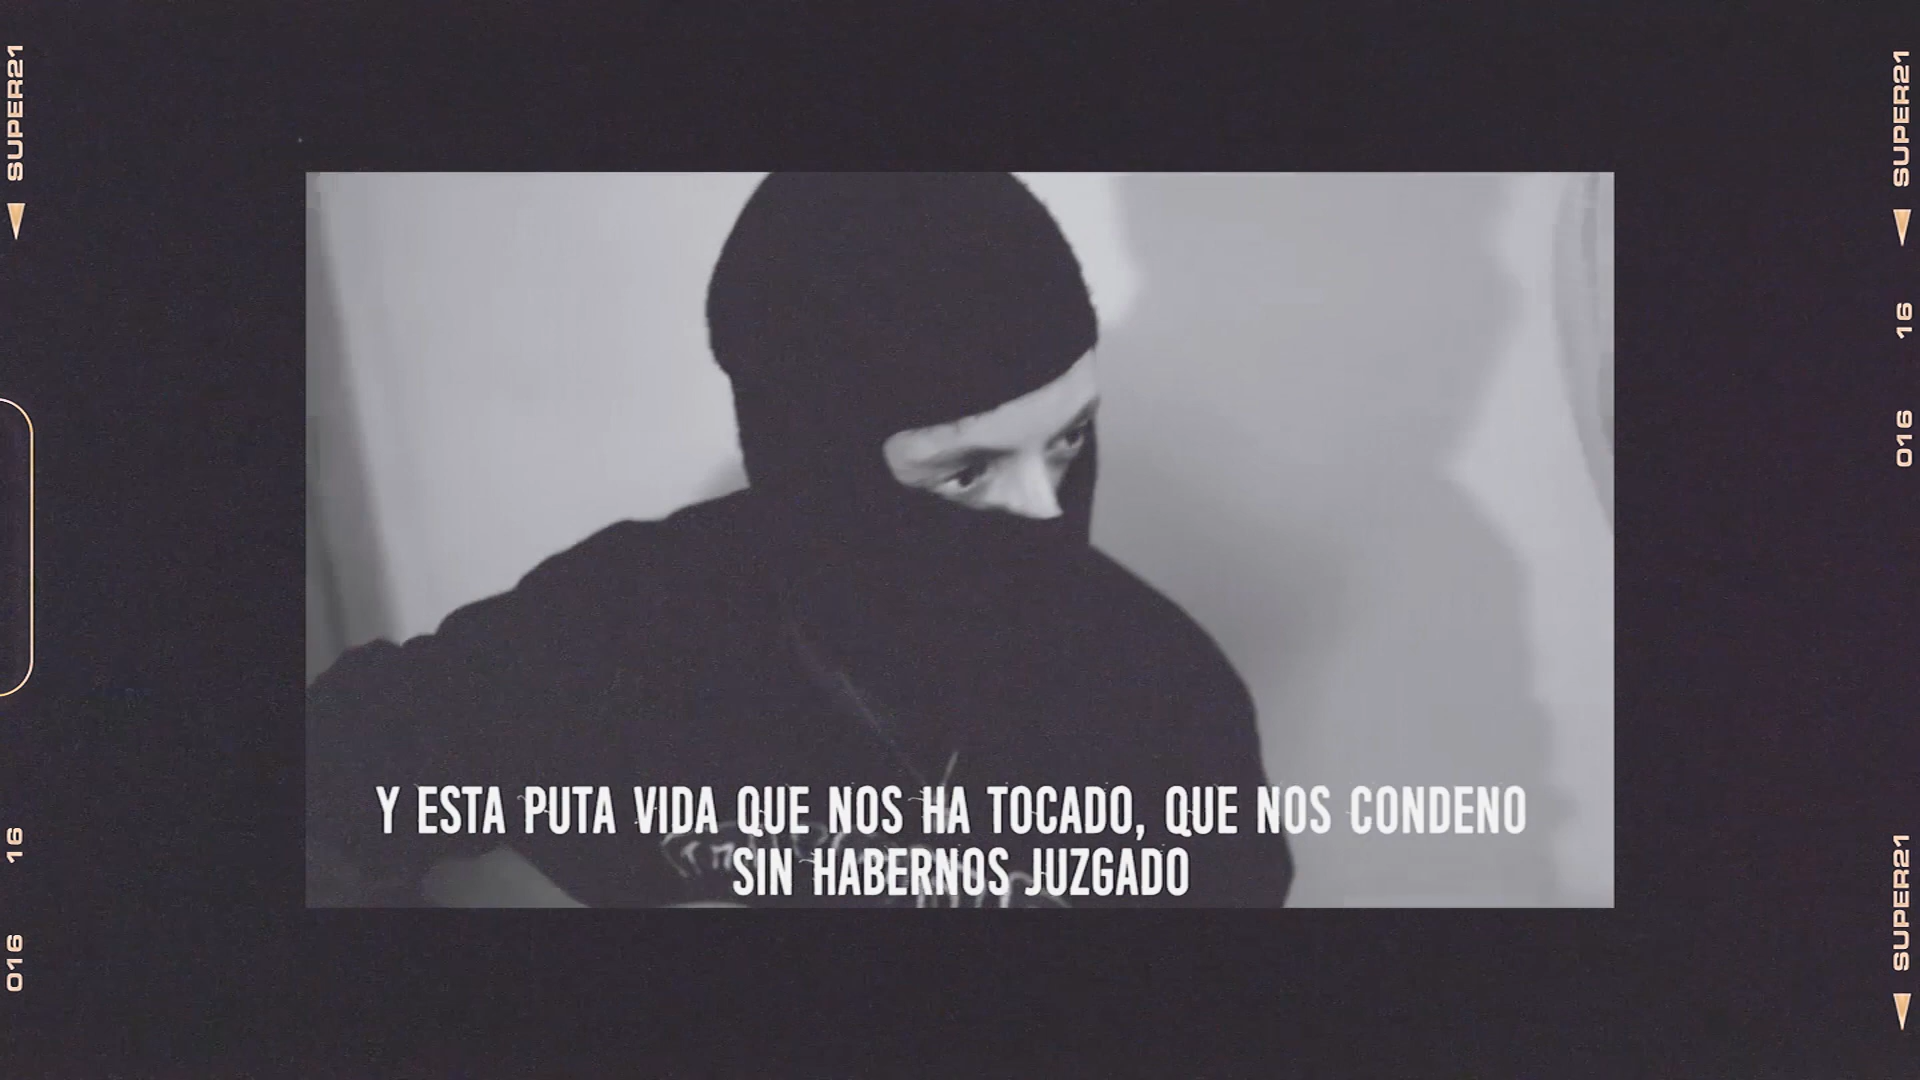 SUPER21
SUPER21
16
016
Y ESTA PUTA VIDA QUE NOS HA TOCADO, QUE NOS CONDENO
SIN HABERNOS JUZGADO
16
016
SUPER21